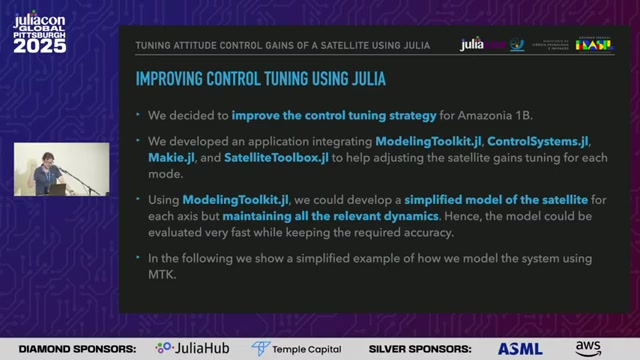 juliacon
GLOBAL
PITTSBURGH
2025
TUNING ATTITUDE CONTROL GAINS OF A SATELLITE USING JULIA
IMPROVING CONTROL TUNING USING JULIA
We decided to improve the control tuning strategy for Amazonia 1B.
We developed an application integrating ModelingToolkit.jl, ControlSystems.jl,
Makie.jl, and SatelliteToolbox.jl to help adjusting the satellite gains tuning for each
mode.
Using ModelingToolkit.jl, we could develop a simplified model of the satellite for
each axis but maintaining all the relevant dynamics. Hence, the model could be
evaluated very fast while keeping the required accuracy.
In the following we show a simplified example of how we model the system using
MTK.
DIAMOND SPONSORS:
JuliaHub
Temple Capital
SILVER SPONSORS:
ASML
aws